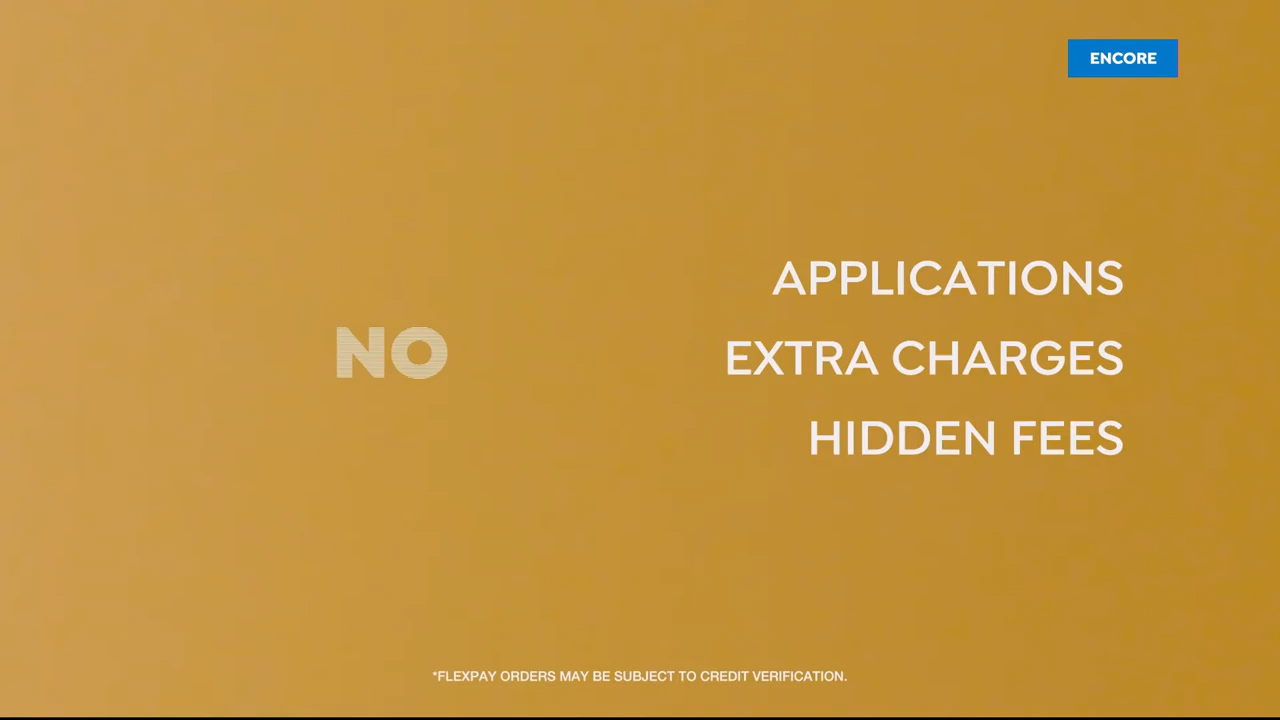 ENCORE
APPLICATIONS
NO EXTRA CHARGES
HIDDEN FEES
*FLEXPAY ORDERS MAY BE SUBJECT TO CREDIT VERIFICATION.